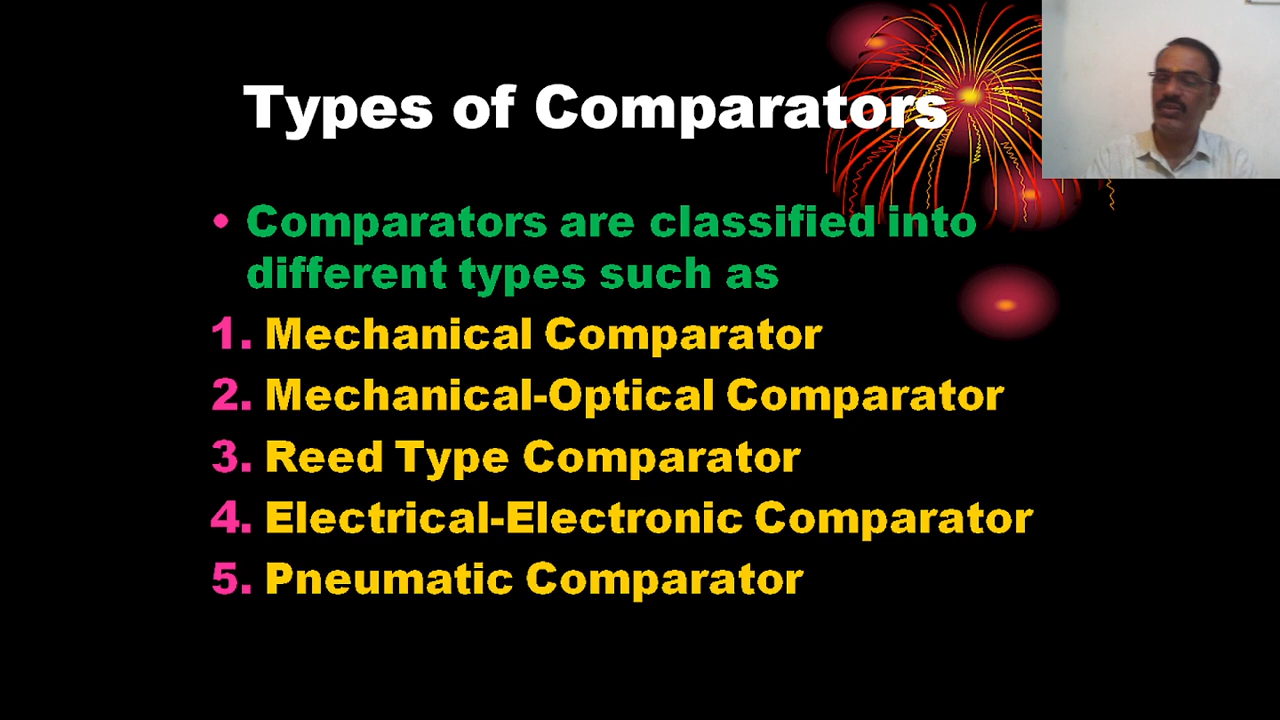 Types of Comparators
• Comparators are classified into
different types such as
1. Mechanical Comparator
2. Mechanical-Optical Comparator
3. Reed Type Comparator
4. Electrical-Electronic Comparator
5. Pneumatic Comparator